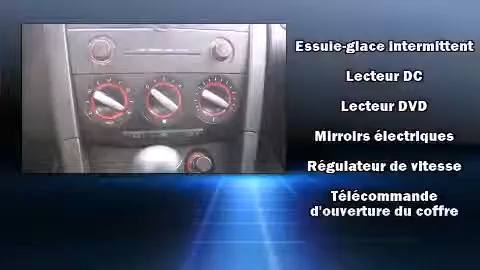 Essuie-glace intermittent
Lecteur DC
Lecteur DVD
Mirroirs électriques
Régulateur de vitesse
Télécommande
d'ouverture du coffre